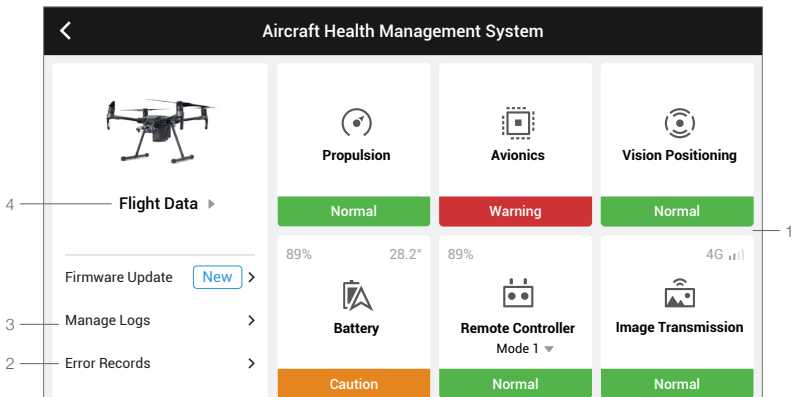 Aircraft Health Management System
Propulsion
Avionics
Vision Positioning
4
Flight Data
Normal
Warning
Normal
1
89%
28.2°
89%
4G
Firmware Update
New
3
Manage Logs
Battery
Remote Controller
Image Transmission
Mode 1
2
Error Records
Caution
Normal
Normal